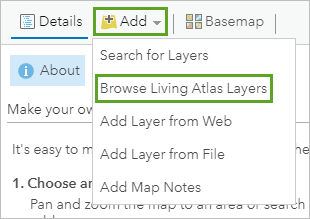 Details Add Basemap
About
Search for Layers
Browse Living Atlas Layers
Add Layer from Web
Add Layer from File
Add Map Notes
Make your ow
It's easy to m
1. Choose ar
Pan and zoom the map to an area or search